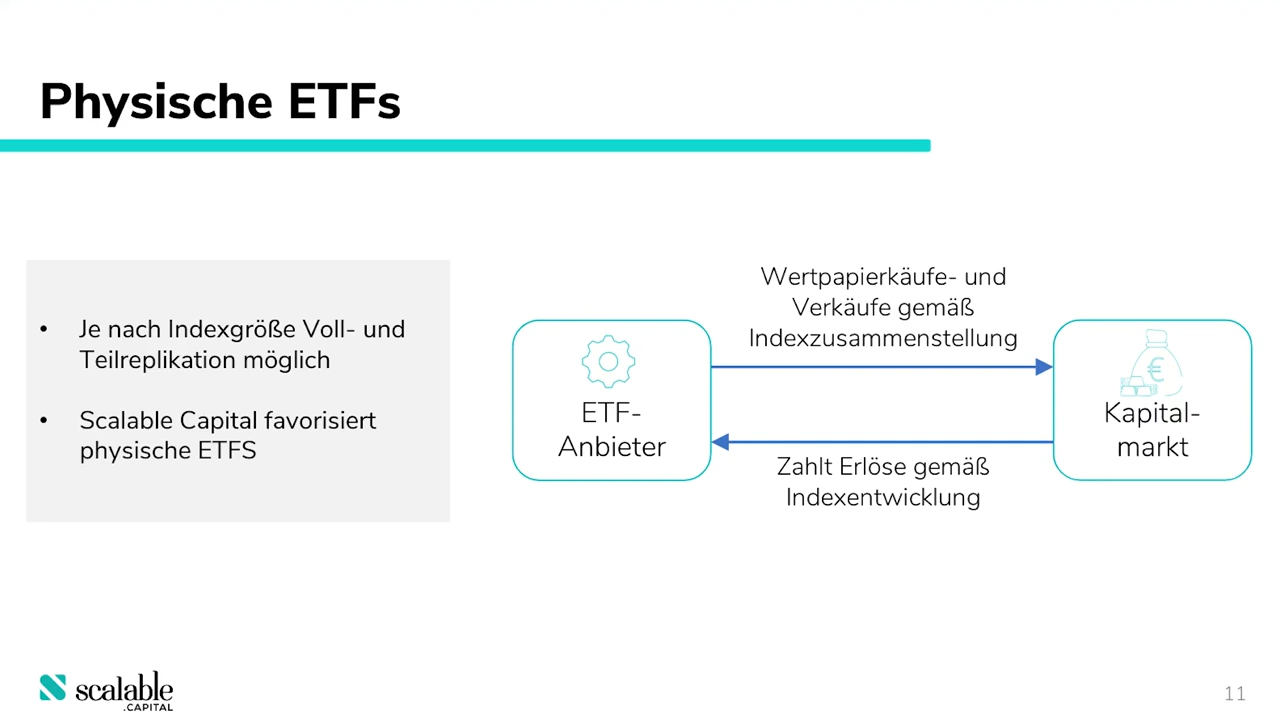 Physische ETFs
• Je nach Indexgröße Voll- und
Teilreplikation möglich
• Scalable Capital favorisiert
physische ETFS
Wertpapierkäufe- und
Verkäufe gemäß
Indexzusammenstellung
ETF-
Anbieter
€
Kapital-
markt
Zahlt Erlöse gemäß
Indexentwicklung
scalable
.CAPITAL
11